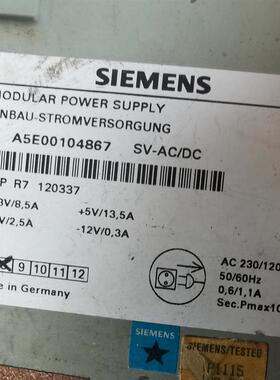 SIEMENS
MODULAR POWER SUPPLY
NBAU-STROMVERSORGUNG
A5E00104867 SV-AC/DC
P R7 120337
3V/8,5A +5V/13,5A
V/2,5A -12V/0,3A
AC 230/120
50/60Hz
0,6/1,1A
Sec.Pmax10
9 10 11 12
e in Germany
SIEMENS
SIEMENS/TESTED
P1115